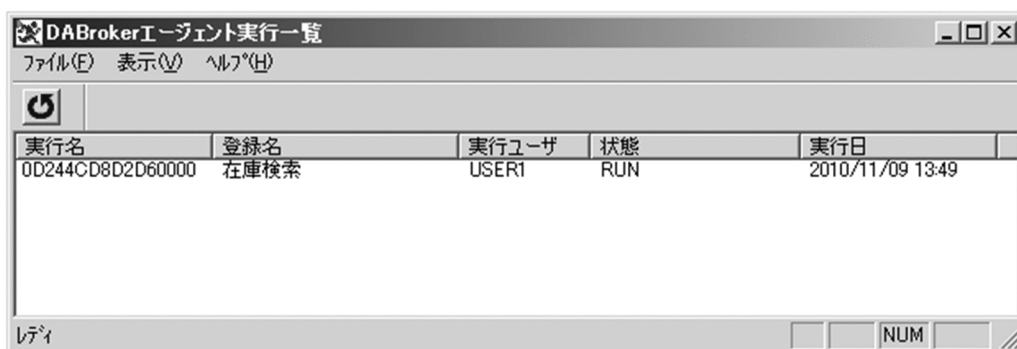 DABrokerエージェント実行一覧
ファイル(F) 表示(V) ヘルプ(H)
実行名 登録名 実行ユーザ 状態 実行日
0D244CD8D2D60000 在庫検索 USER1 RUN 2010/11/09 13:49
レディ NUM